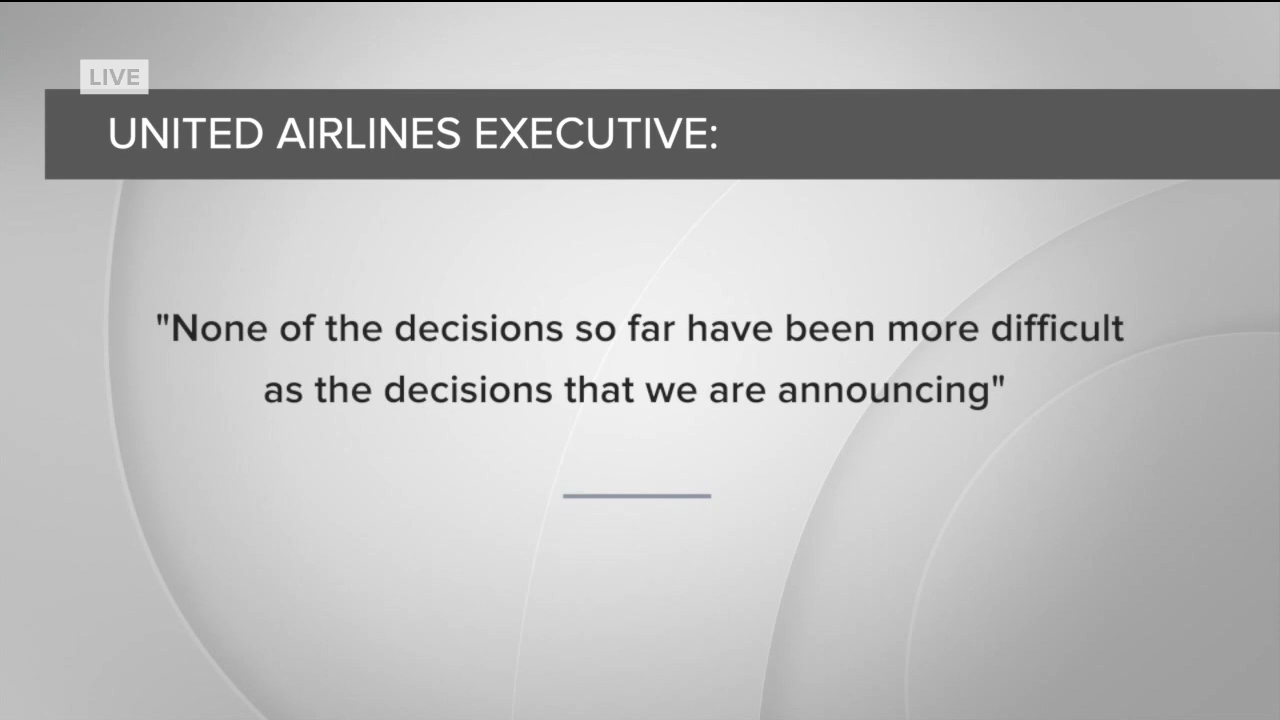 LIVE
UNITED AIRLINES EXECUTIVE:
"None of the decisions so far have been more difficult
as the decisions that we are announcing"